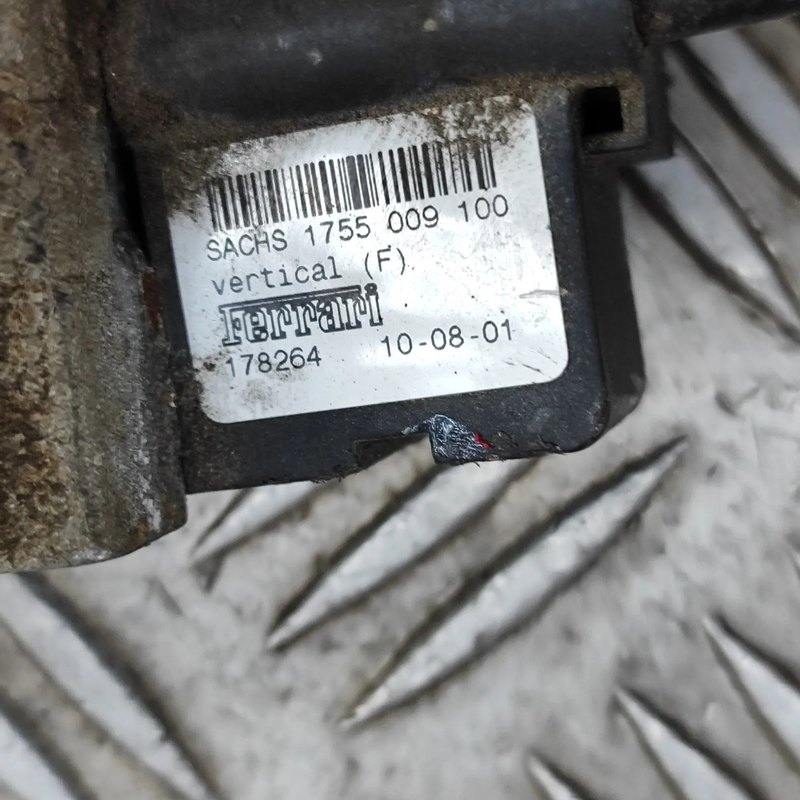 SACHS 1755 009 100
vertical (F)
Ferrari
178264 10-08-01